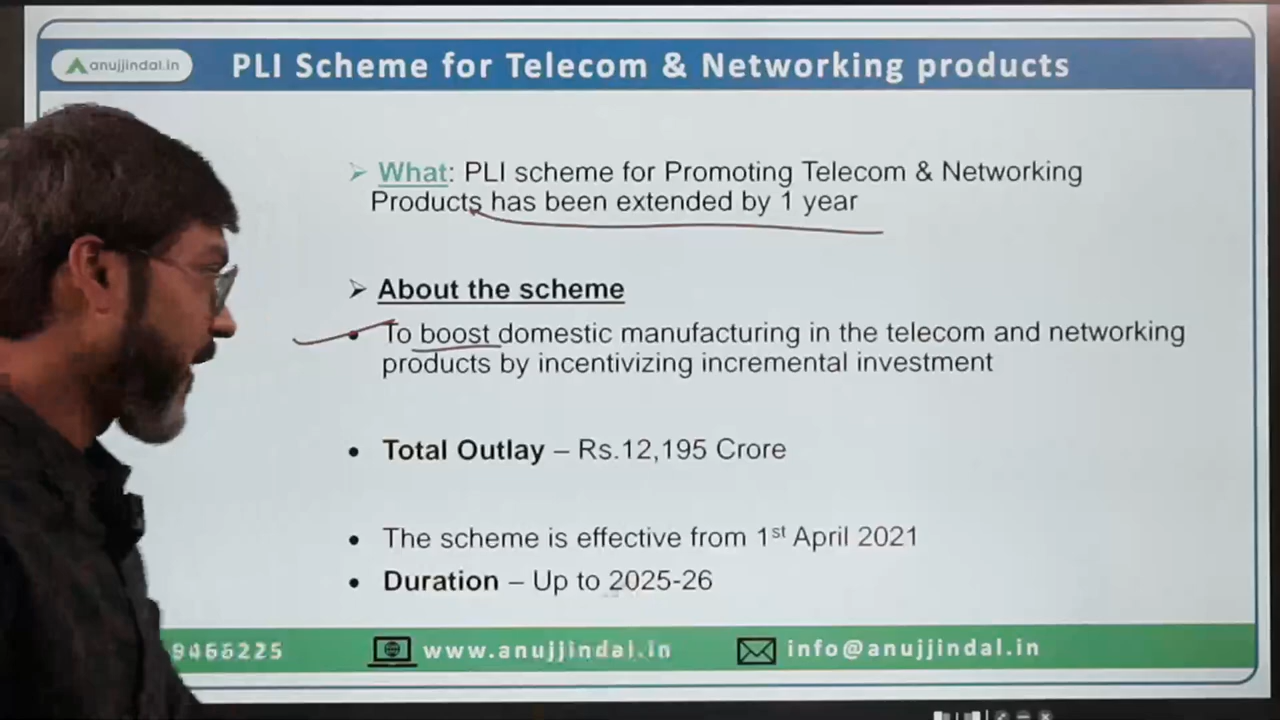 anujjindal.in
PLI Scheme for Telecom & Networking products
What: PLI scheme for Promoting Telecom & Networking
Products has been extended by 1 year
About the scheme
To boost domestic manufacturing in the telecom and networking
products by incentivizing incremental investment
Total Outlay – Rs.12,195 Crore
The scheme is effective from 1st April 2021
Duration – Up to 2025-26
9466225
www.anujjindal.in
info@anujjindal.in